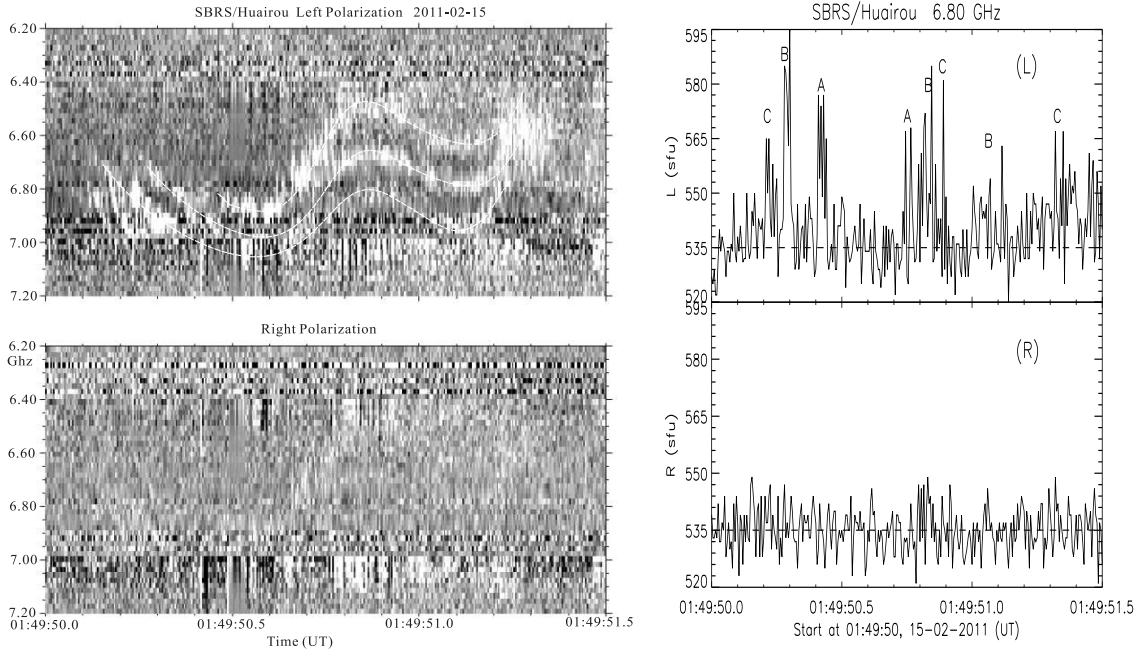 SBRS/Huairou Left Polarization 2011-02-15
6.20
6.40
6.60
6.80
7.00
7.20
Right Polarization
6.20
Ghz
6.40
6.60
6.80
7.00
7.20
01:49:50.0 01:49:50.5 01:49:51.0 01:49:51.5
Time (UT)
SBRS/Huairou 6.80 GHz
595
580
565
550
535
520
L (sfu)
(L)
C
B
A
A
B
C
B
C
595
580
565
550
535
520
R (sfu)
(R)
01:49:50.0 01:49:50.5 01:49:51.0 01:49:51.5
Start at 01:49:50, 15-02-2011 (UT)